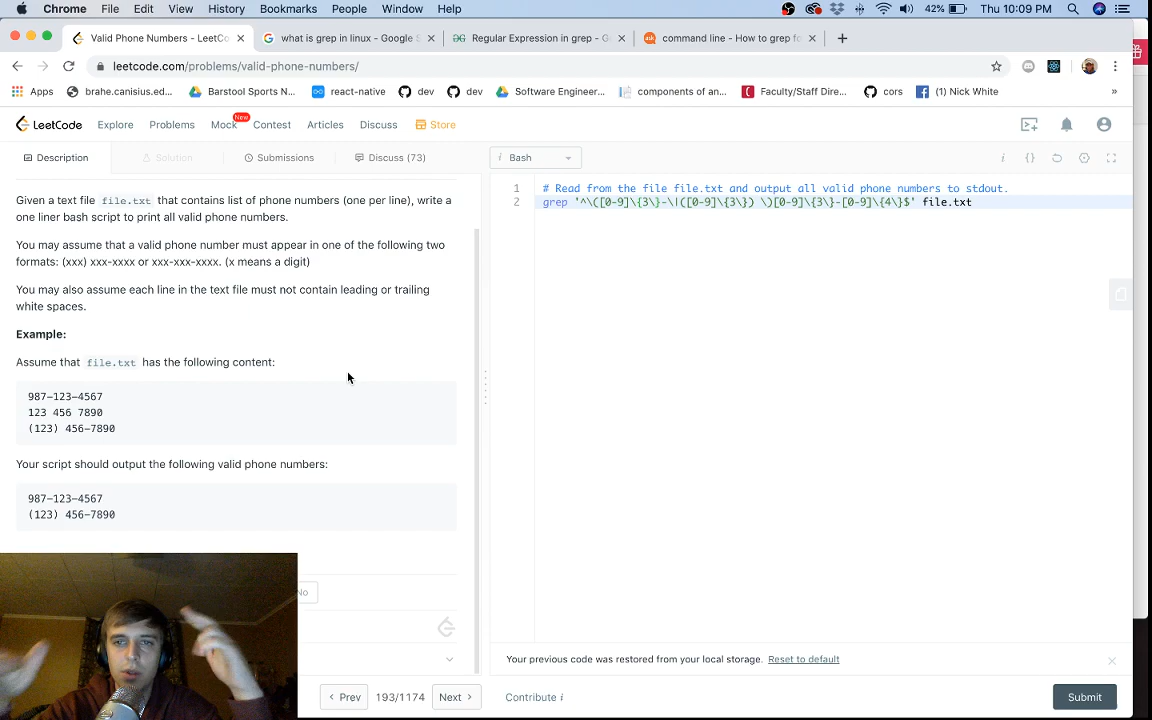 Chrome File Edit View History Bookmarks People Window Help 42% Thu 10:09 PM
Valid Phone Numbers - LeetCo what is grep in linux - Google S Regular Expression in grep - G command line - How to grep fo
leetcode.com/problems/valid-phone-numbers/
Apps brahe.canisius.ed... Barstool Sports N... react-native dev dev Software Engineer... components of an... Faculty/Staff Dire... cors (1) Nick White »
LeetCode Explore Problems Mock New Contest Articles Discuss Store
Description Solution Submissions Discuss (73) i Bash
Given a text file file.txt that contains list of phone numbers (one per line), write a
one liner bash script to print all valid phone numbers.
You may assume that a valid phone number must appear in one of the following two
formats: (xxx) xxx-xxxx or xxx-xxx-xxxx. (x means a digit)
You may also assume each line in the text file must not contain leading or trailing
white spaces.
Example:
Assume that file.txt has the following content:
987-123-4567
123 456 7890
(123) 456-7890
Your script should output the following valid phone numbers:
987-123-4567
(123) 456-7890
No
‹ Prev 193/1174 Next ›
1 # Read from the file file.txt and output all valid phone numbers to stdout.
2 grep '^\([0-9]\{3\}-\|([0-9]\{3\}) \)[0-9]\{3\}-[0-9]\{4\}$' file.txt
Your previous code was restored from your local storage. Reset to default
Contribute i Submit